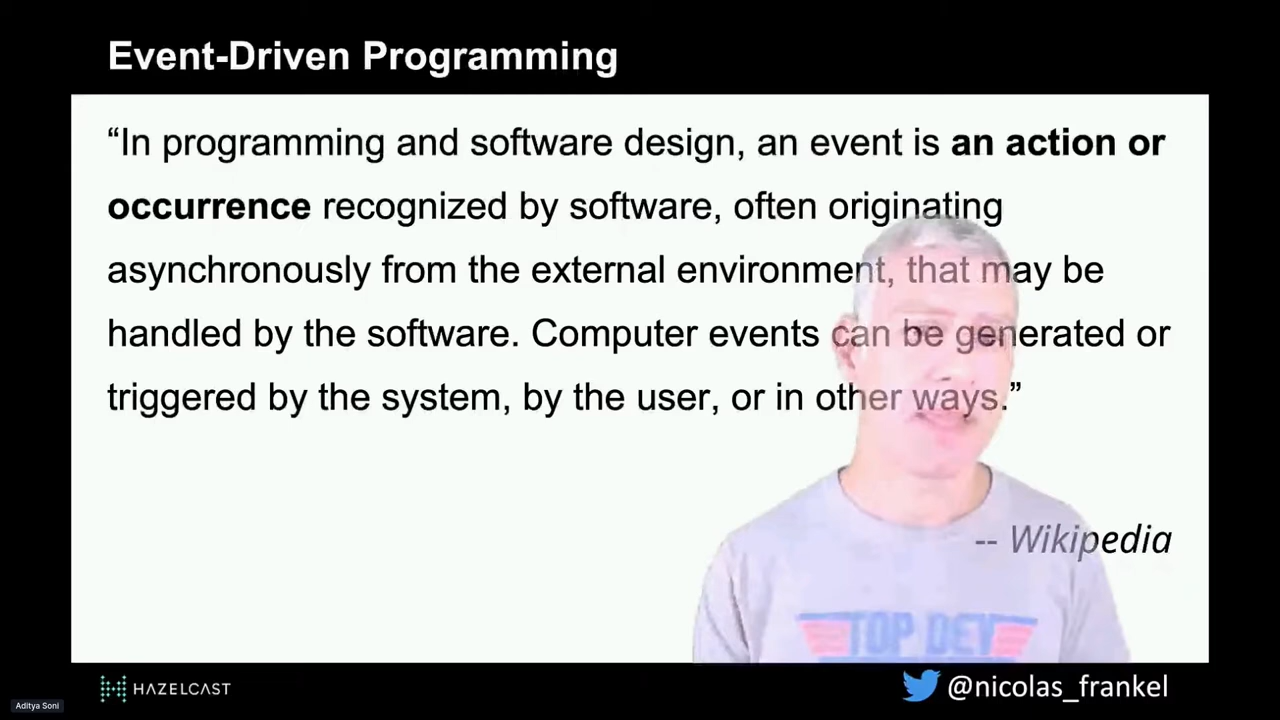 Event-Driven Programming
“In programming and software design, an event is an action or
occurrence recognized by software, often originating
asynchronously from the external environment, that may be
handled by the software. Computer events can be generated or
triggered by the system, by the user, or in other ways.”
-- Wikipedia
TOP DEV
HAZELCAST
@nicolas_frankel
Aditya Soni